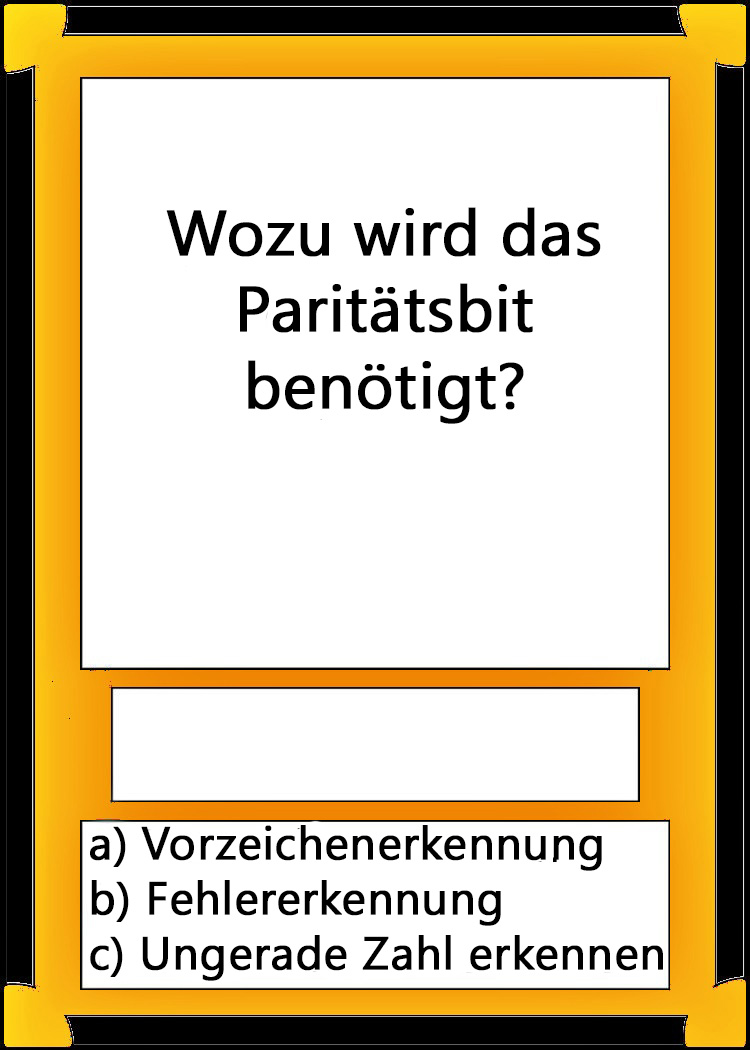 Wozu wird das
Paritätsbit
benötigt?
a) Vorzeichenerkennung
b) Fehlererkennung
c) Ungerade Zahl erkennen